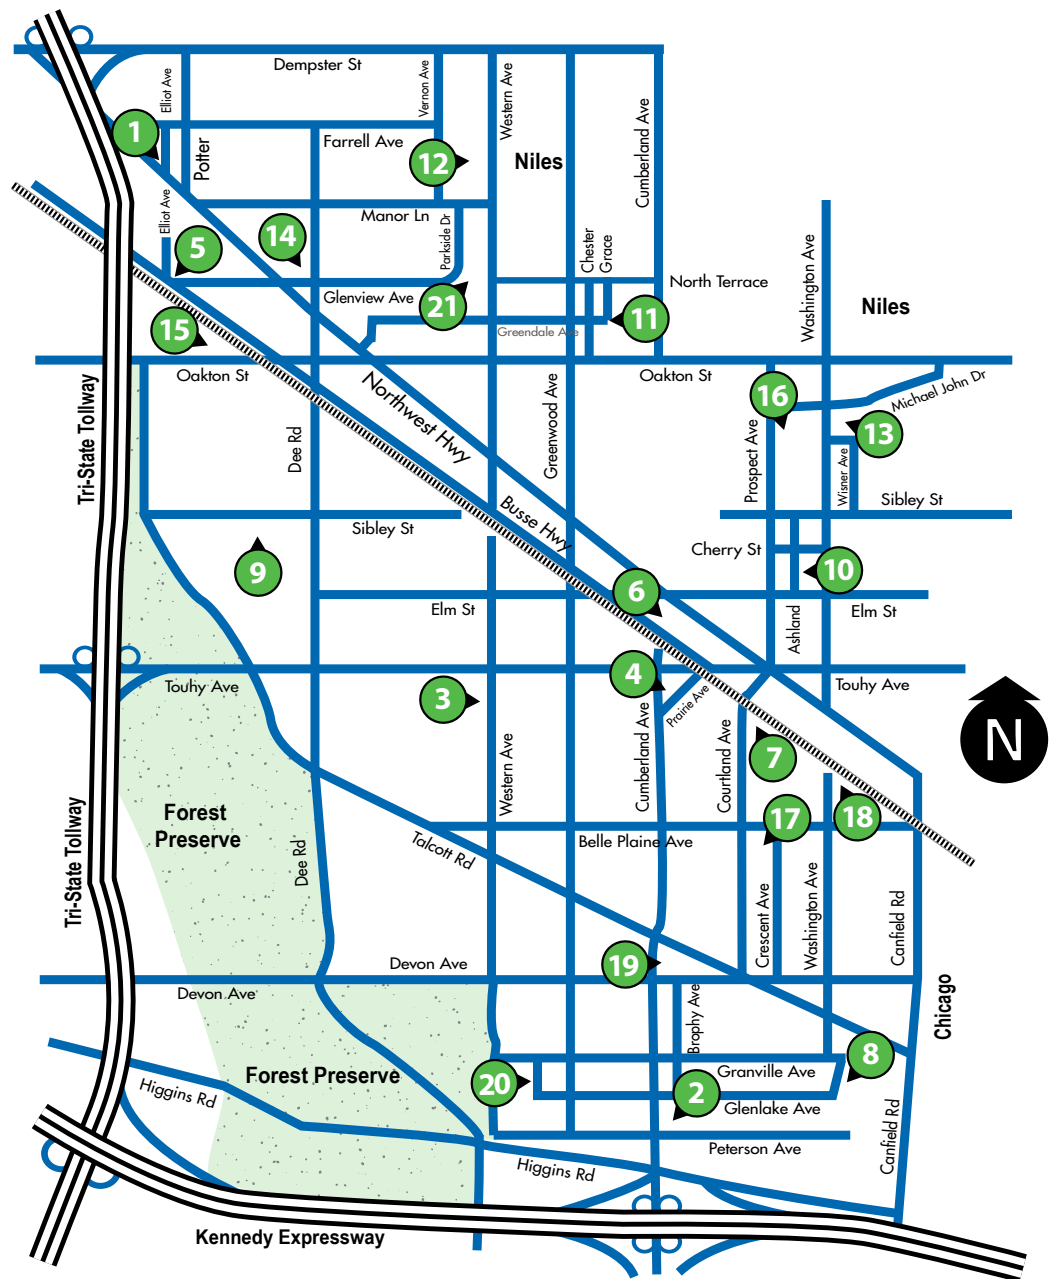 Dempster St
Elliot Ave
Vernon Ave
Western Ave
Cumberland Ave
1
Potter
Farrell Ave
12
Niles
Manor Ln
Elliot Ave
5
14
Parkside Dr
Chester
Grace
North Terrace
Washington Ave
Niles
Glenview Ave
21
15
Greendale Ave
11
Oakton St
Oakton St
Tri-State Tollway
Northwest Hwy
Greenwood Ave
16
Michael John Dr
13
Dee Rd
Prospect Ave
Wisner Ave
Busse Hwy
Sibley St
Sibley St
Cherry St
9
10
6
Elm St
Elm St
Ashland
Touhy Ave
4
Touhy Ave
3
Prairie Ave
N
Western Ave
Cumberland Ave
Courtland Ave
7
Forest
Preserve
Tri-State Tollway
17
18
Belle Plaine Ave
Talcott Rd
Dee Rd
Crescent Ave
Washington Ave
Canfield Rd
Devon Ave
19
Devon Ave
Chicago
Brophy Ave
8
Forest Preserve
20
Granville Ave
2
Glenlake Ave
Higgins Rd
Canfield Rd
Peterson Ave
Higgins Rd
Kennedy Expressway